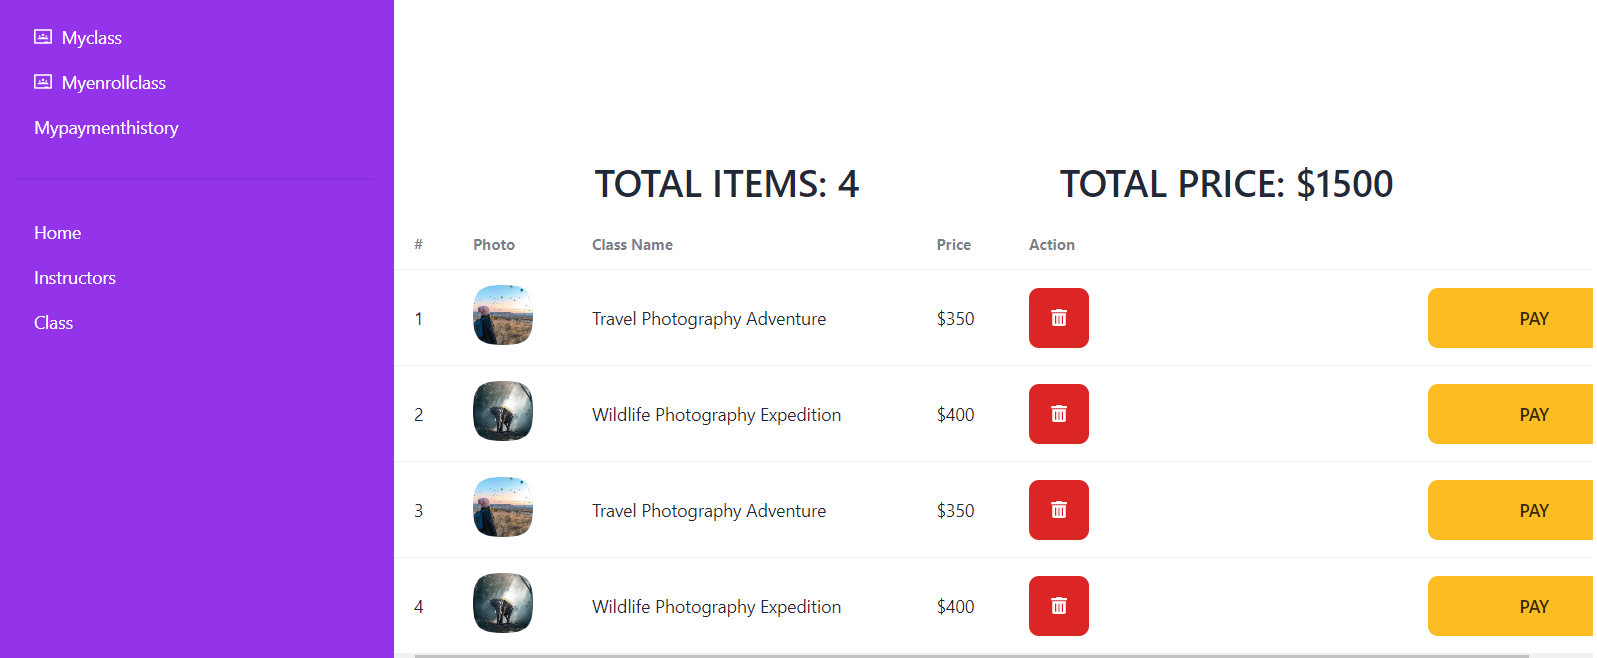 Myclass
Myenrollclass
Mypaymenthistory
Home
Instructors
Class
TOTAL ITEMS: 4 TOTAL PRICE: $1500
# Photo Class Name Price Action
1 Travel Photography Adventure $350 PAY
2 Wildlife Photography Expedition $400 PAY
3 Travel Photography Adventure $350 PAY
4 Wildlife Photography Expedition $400 PAY